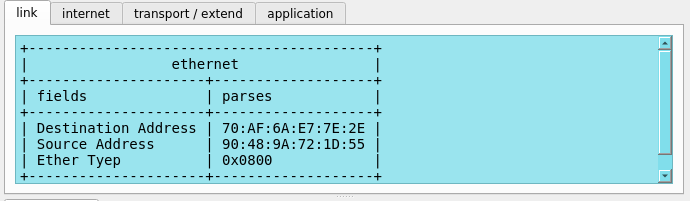 link internet transport / extend application
+-----------------------------------------+
| ethernet |
+---------------------+-------------------+
| fields | parses |
+---------------------+-------------------+
| Destination Address | 70:AF:6A:E7:7E:2E |
| Source Address | 90:48:9A:72:1D:55 |
| Ether Tyep | 0x0800 |
+---------------------+-------------------+